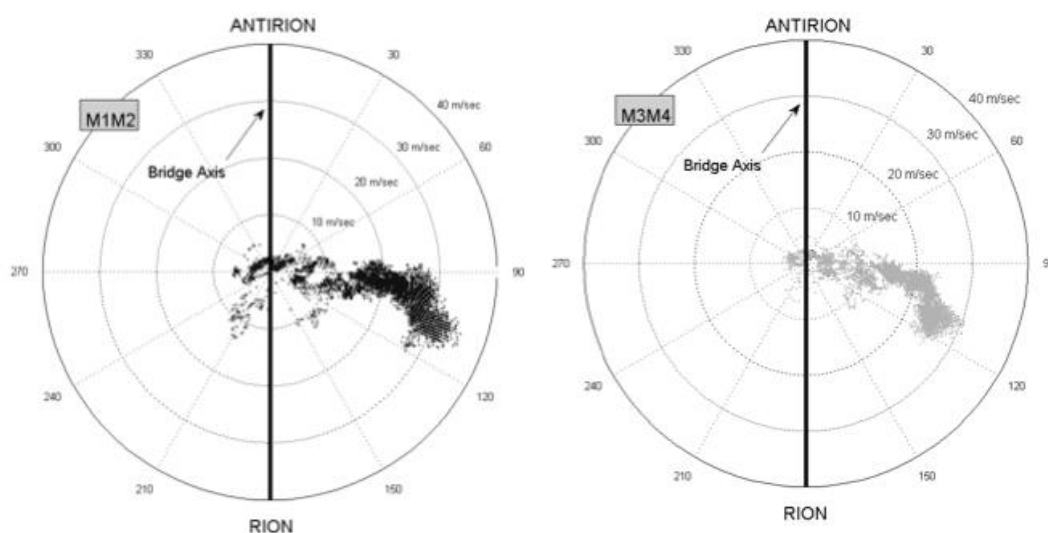 ANTIRION
330
30
40 m/sec
M1M2
30 m/sec
300
60
Bridge Axis
20 m/sec
10 m/sec
270
90
240
120
210
150
RION
ANTIRION
330
30
40 m/sec
M3M4
30 m/sec
300
60
Bridge Axis
20 m/sec
10 m/sec
270
9
240
120
210
150
RION